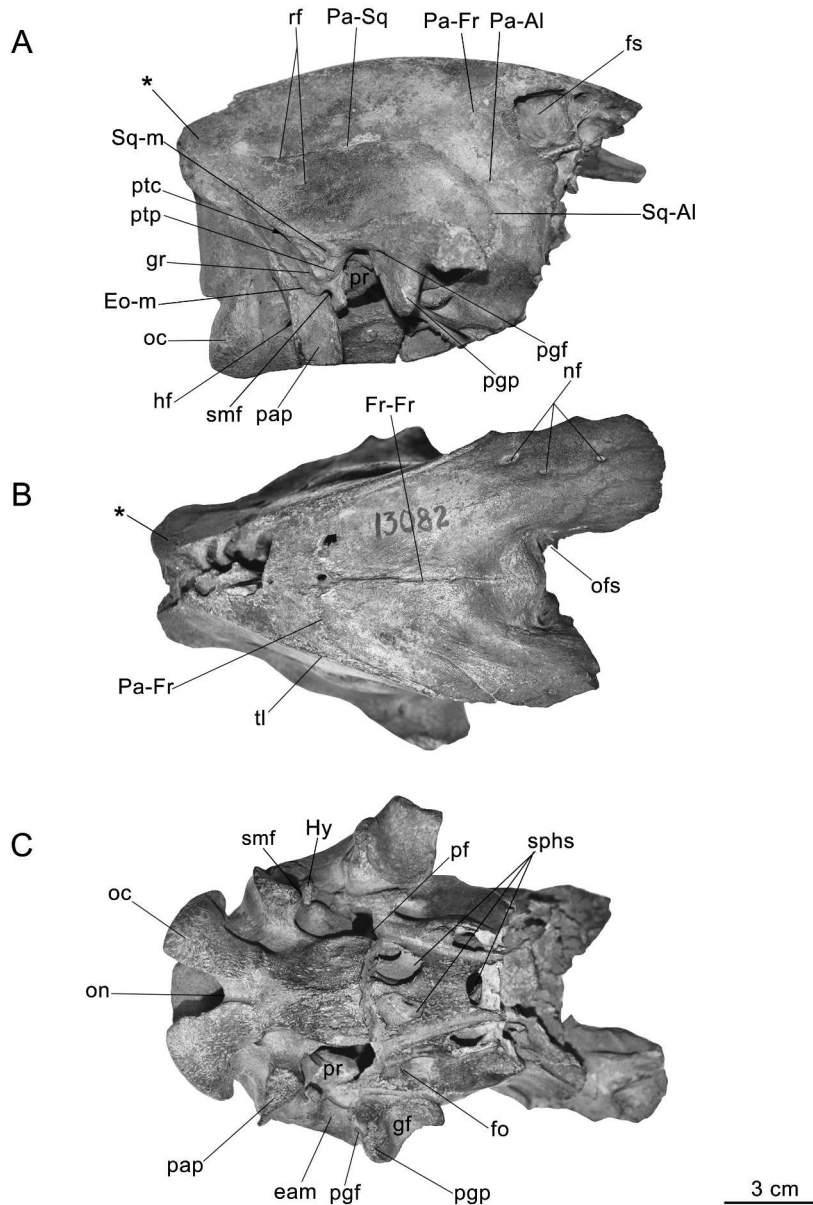 A
rf
Pa-Sq
Pa-Fr
Pa-Al
fs
*
Sq-m
ptc
ptp
gr
Eo-m
oc
hf
smf
pap
pr
Sq-Al
pgf
pgp
B
Fr-Fr
nf
*
13082
ofs
Pa-Fr
tl
C
smf
Hy
pf
sphs
oc
on
pr
pap
eam
pgf
gf
pgp
fo
3 cm